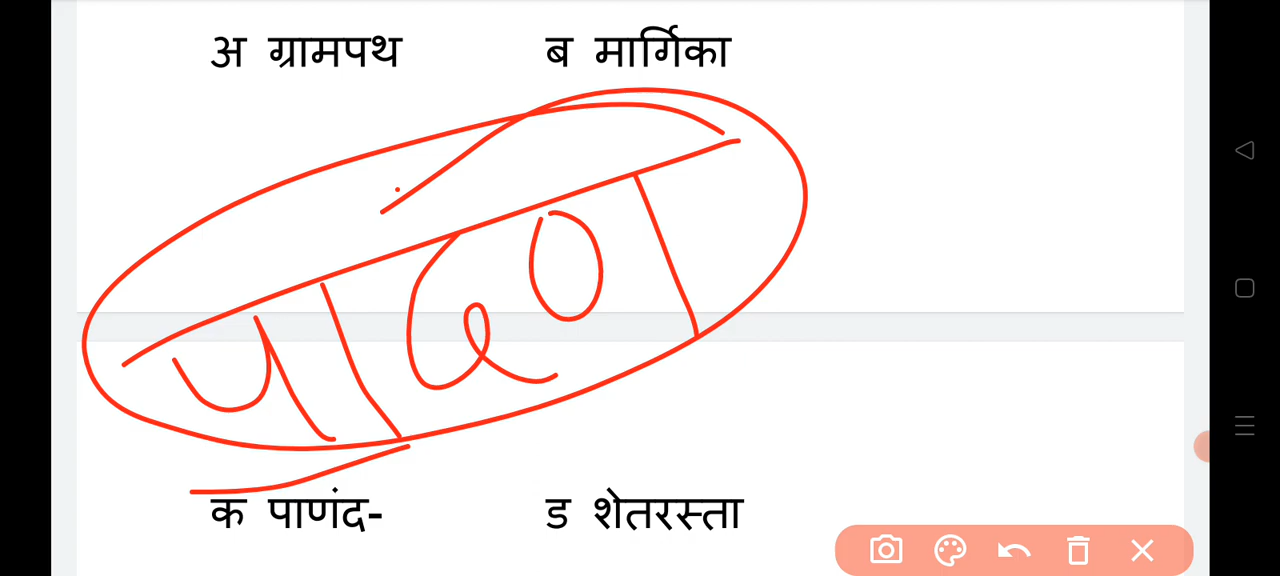 अ ग्रामपथ ब मार्गिका
क पाणंद- ड शेतरस्ता